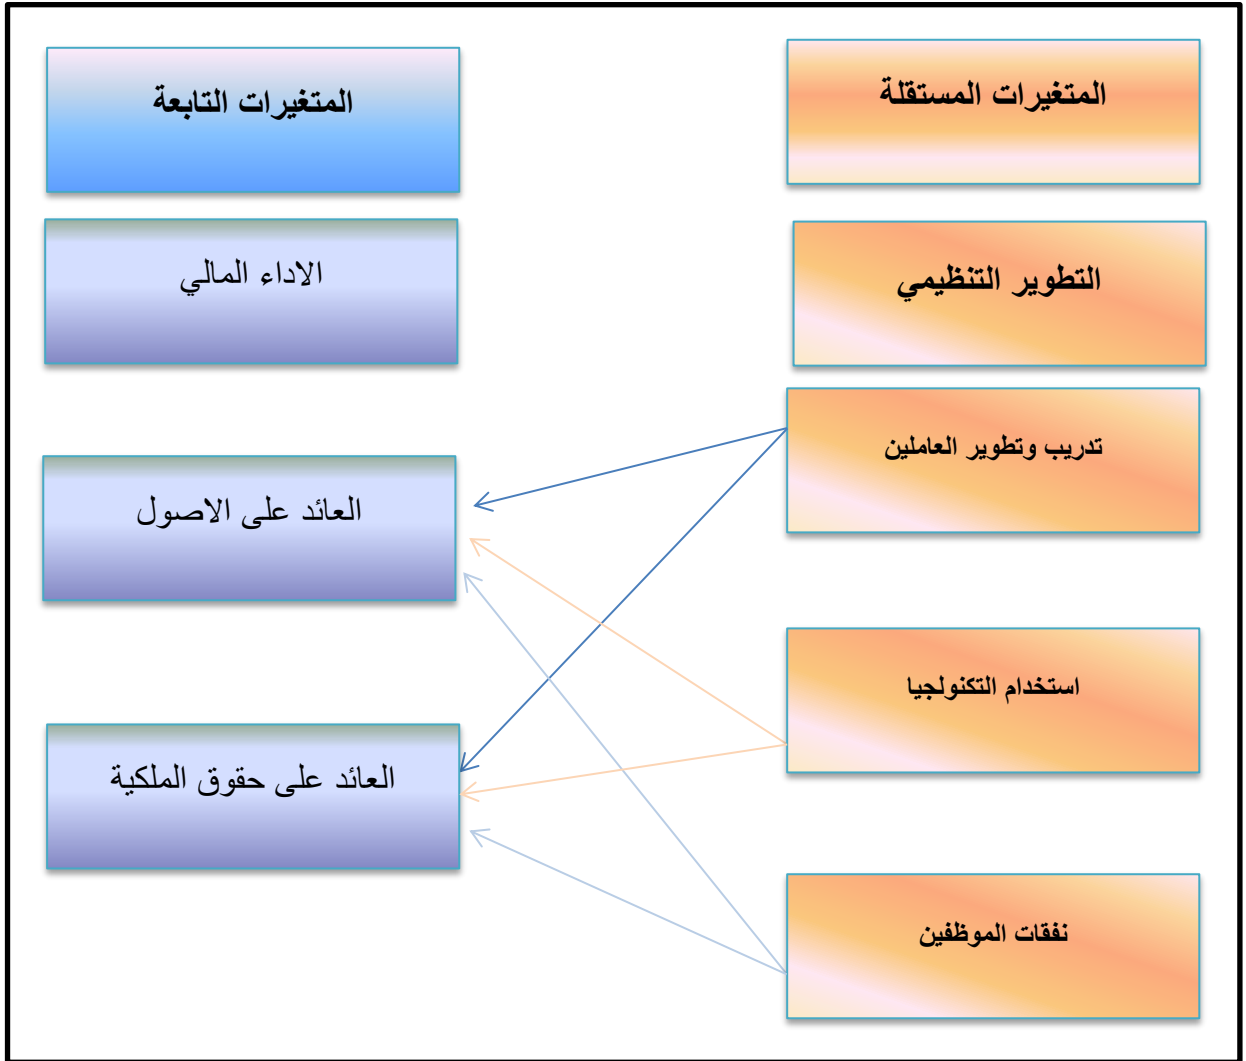 المتغيرات المستقلة
المتغيرات التابعة
التطوير التنظيمي
الاداء المالي
تدريب وتطوير العاملين
العائد على الاصول
استخدام التكنولجيا
العائد على حقوق الملكية
نفقات الموظفين